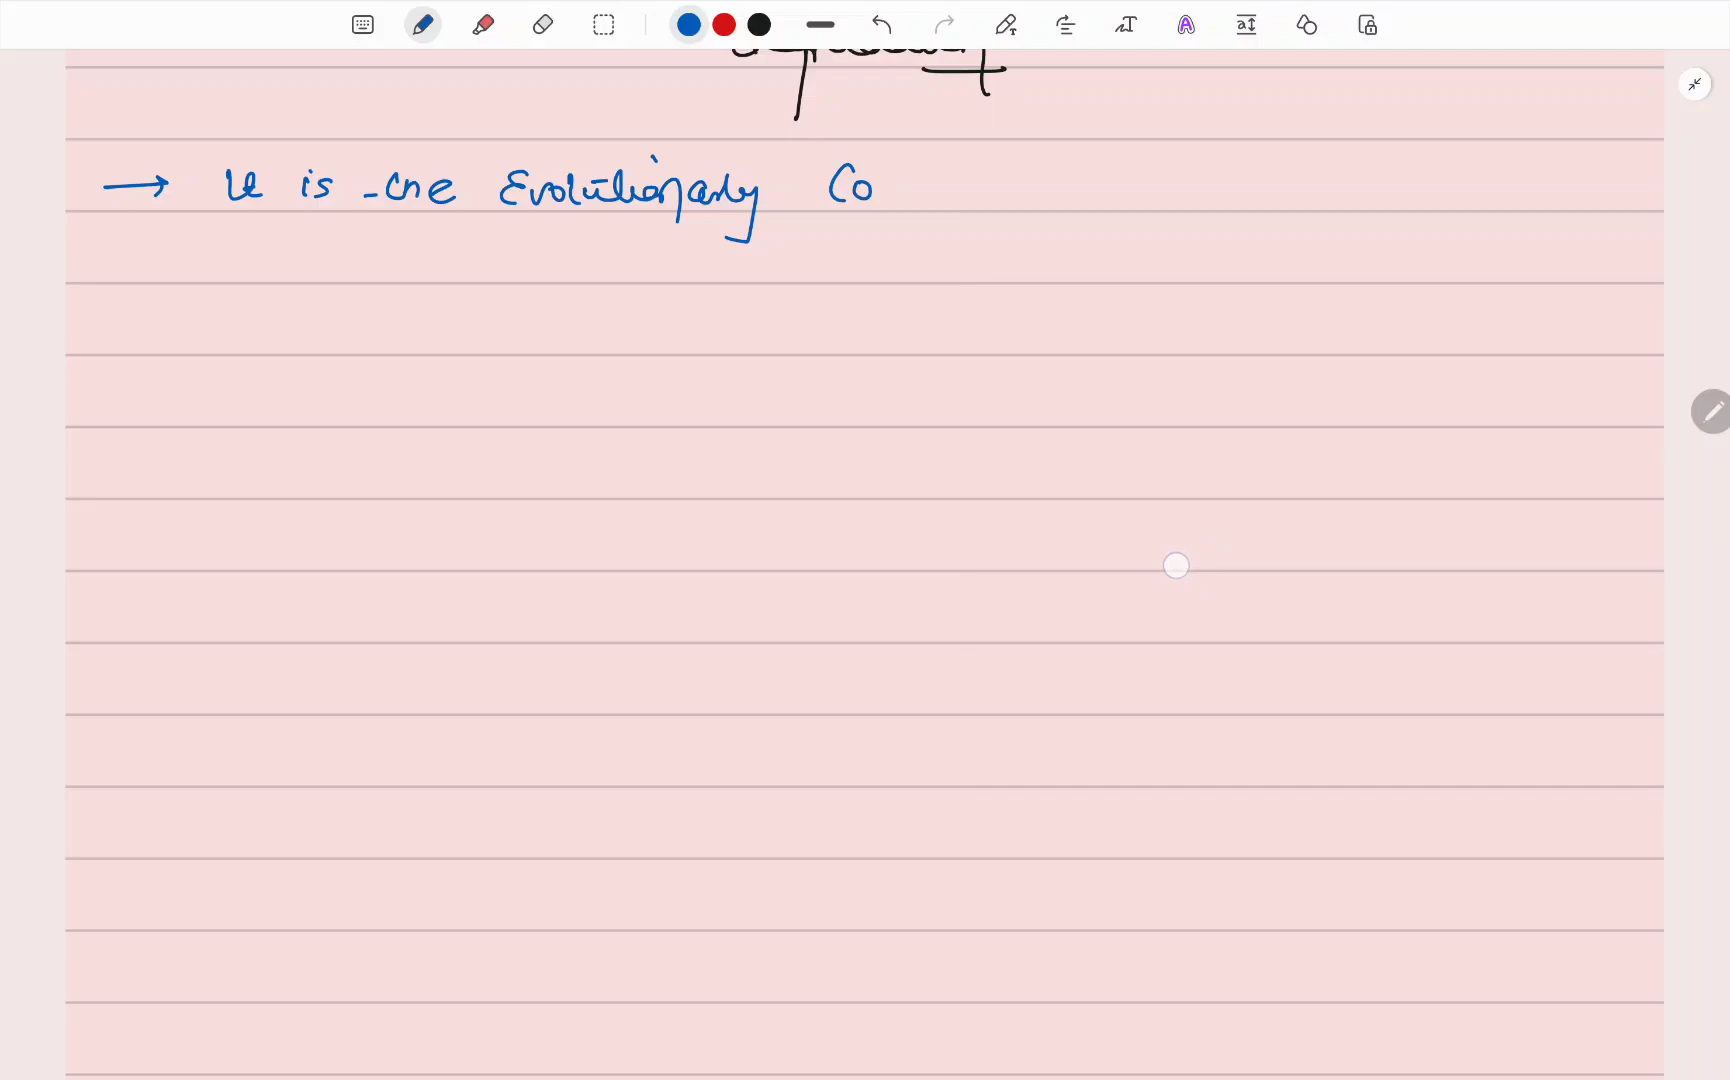 → It is the Evolutionary Co